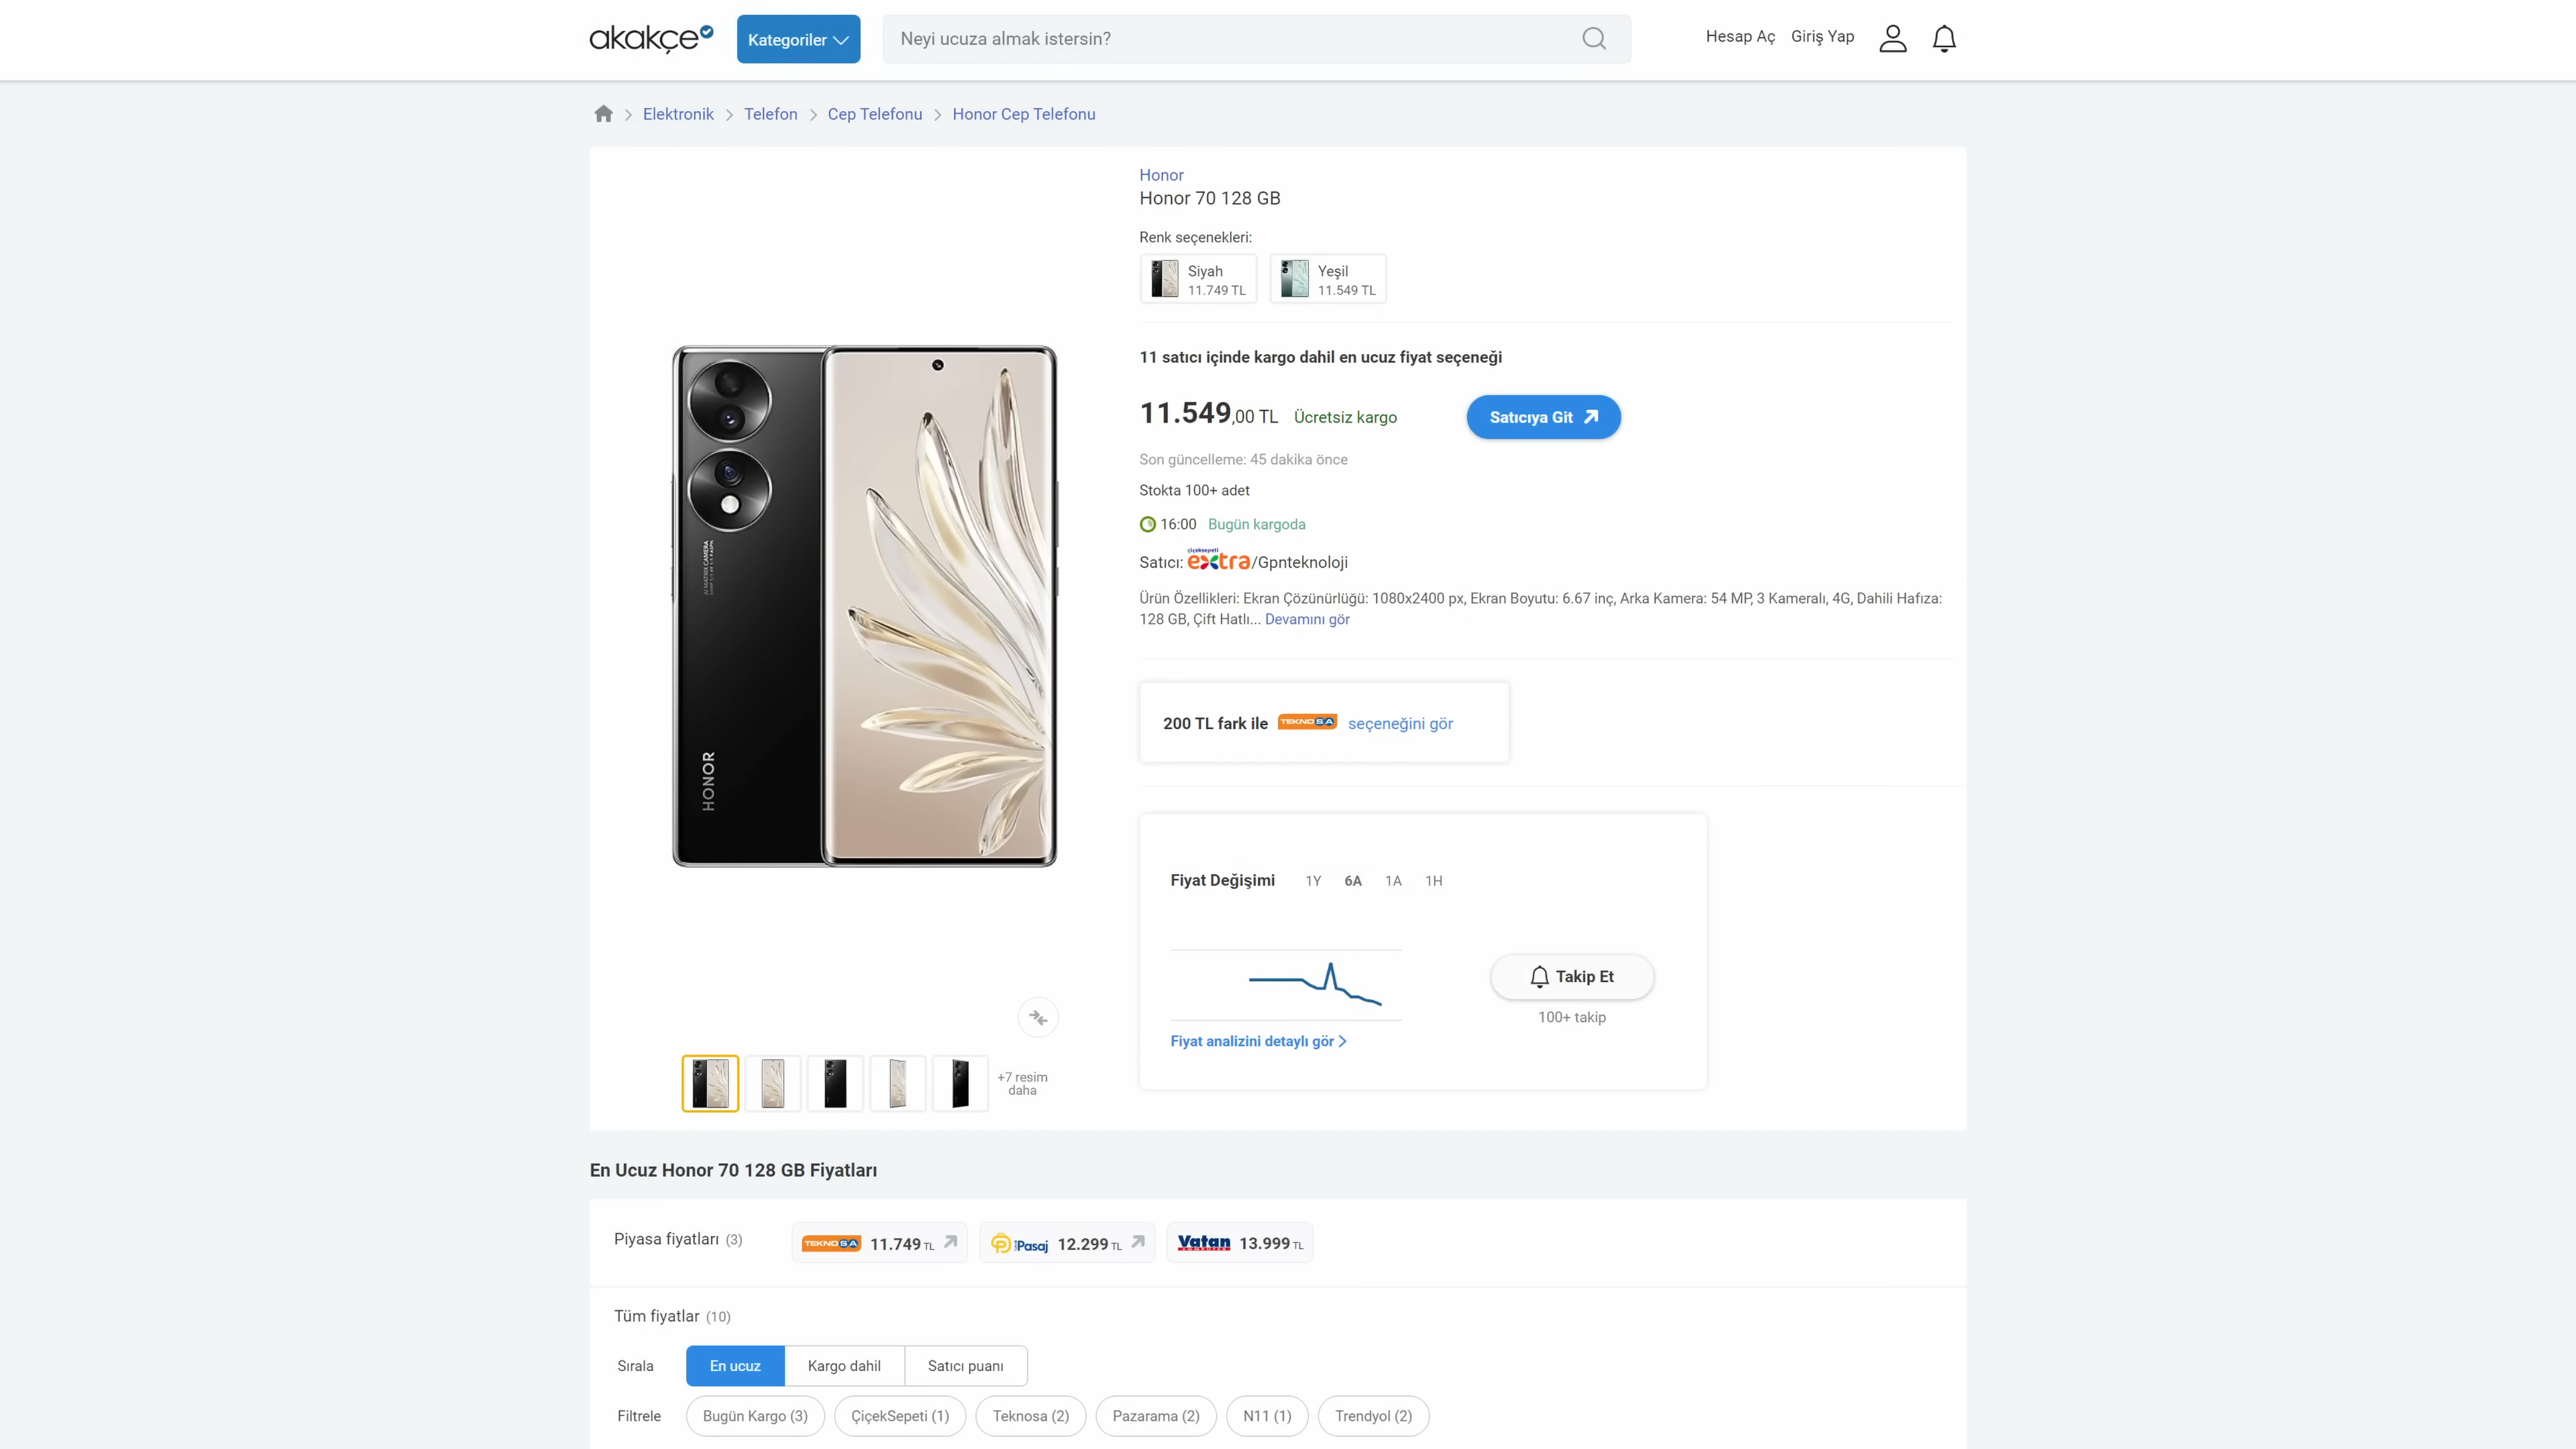 akakçe
Kategoriler
Neyi ucuza almak istersin?
Hesap Aç
Giriş Yap
Elektronik
Telefon
Cep Telefonu
Honor Cep Telefonu
Honor
Honor 70 128 GB
Renk seçenekleri:
Siyah
11.749 TL
Yeşil
11.549 TL
11 satıcı içinde kargo dahil en ucuz fiyat seçeneği
11.549,00 TL Ücretsiz kargo
Satıcıya Git
Son güncelleme: 45 dakika önce
Stokta 100+ adet
16:00 Bugün kargoda
Satıcı: çiçeksepeti extra/Gpnteknoloji
Ürün Özellikleri: Ekran Çözünürlüğü: 1080x2400 px, Ekran Boyutu: 6.67 inç, Arka Kamera: 54 MP, 3 Kameralı, 4G, Dahili Hafıza:
128 GB, Çift Hatlı... Devamını gör
200 TL fark ile TEKNOSA seçeneğini gör
Fiyat Değişimi 1Y 6A 1A 1H
Takip Et
100+ takip
Fiyat analizini detaylı gör
HONOR
+7 resim
daha
En Ucuz Honor 70 128 GB Fiyatları
Piyasa fiyatları (3)
TEKNOSA 11.749 TL
Pasaj 12.299 TL
Vatan 13.999 TL
Tüm fiyatlar (10)
Sırala
En ucuz
Kargo dahil
Satıcı puanı
Filtrele
Bugün Kargo (3)
ÇiçekSepeti (1)
Teknosa (2)
Pazarama (2)
N11 (1)
Trendyol (2)